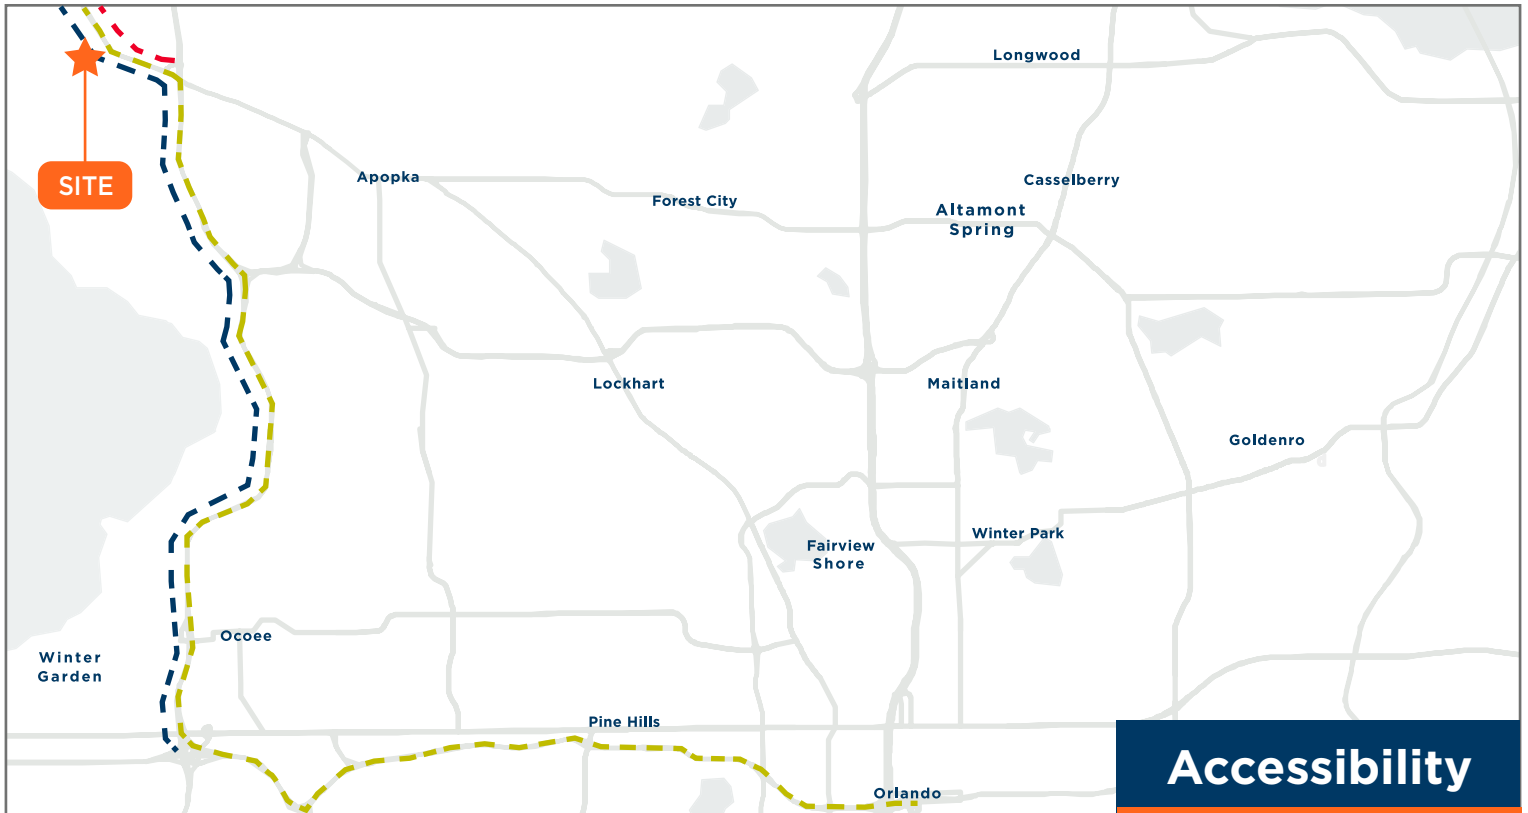 Longwood
SITE
Apopka
Casselberry
Forest City
Altamont
Spring
Lockhart
Maitland
Goldenro
Winter Park
Fairview
Shore
Ocoee
Winter
Garden
Pine Hills
Accessibility
Orlando